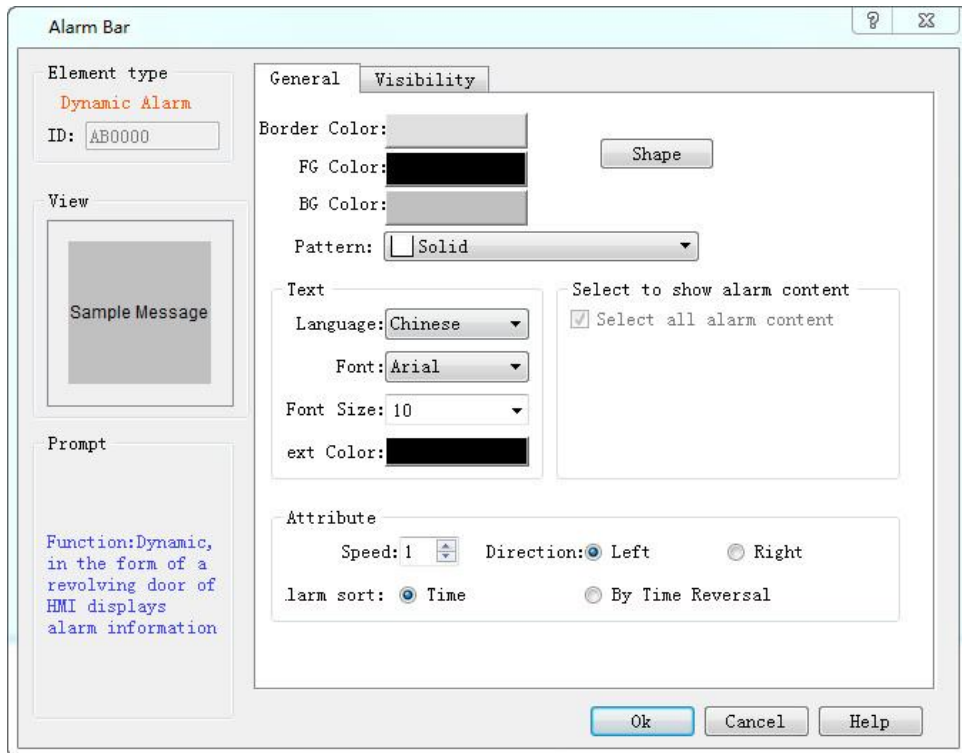 Alarm Bar
Element type
Dynamic Alarm
ID: AB0000
View
Sample Message
Prompt
Function:Dynamic,
in the form of a
revolving door of
HMI displays
alarm information
General
Visibility
Border Color:
Shape
FG Color:
BG Color:
Pattern: Solid
Text
Language: Chinese
Font: Arial
Font Size: 10
ext Color:
Select to show alarm content
Select all alarm content
Attribute
Speed: 1 Direction: Left Right
larm sort: Time By Time Reversal
Ok Cancel Help